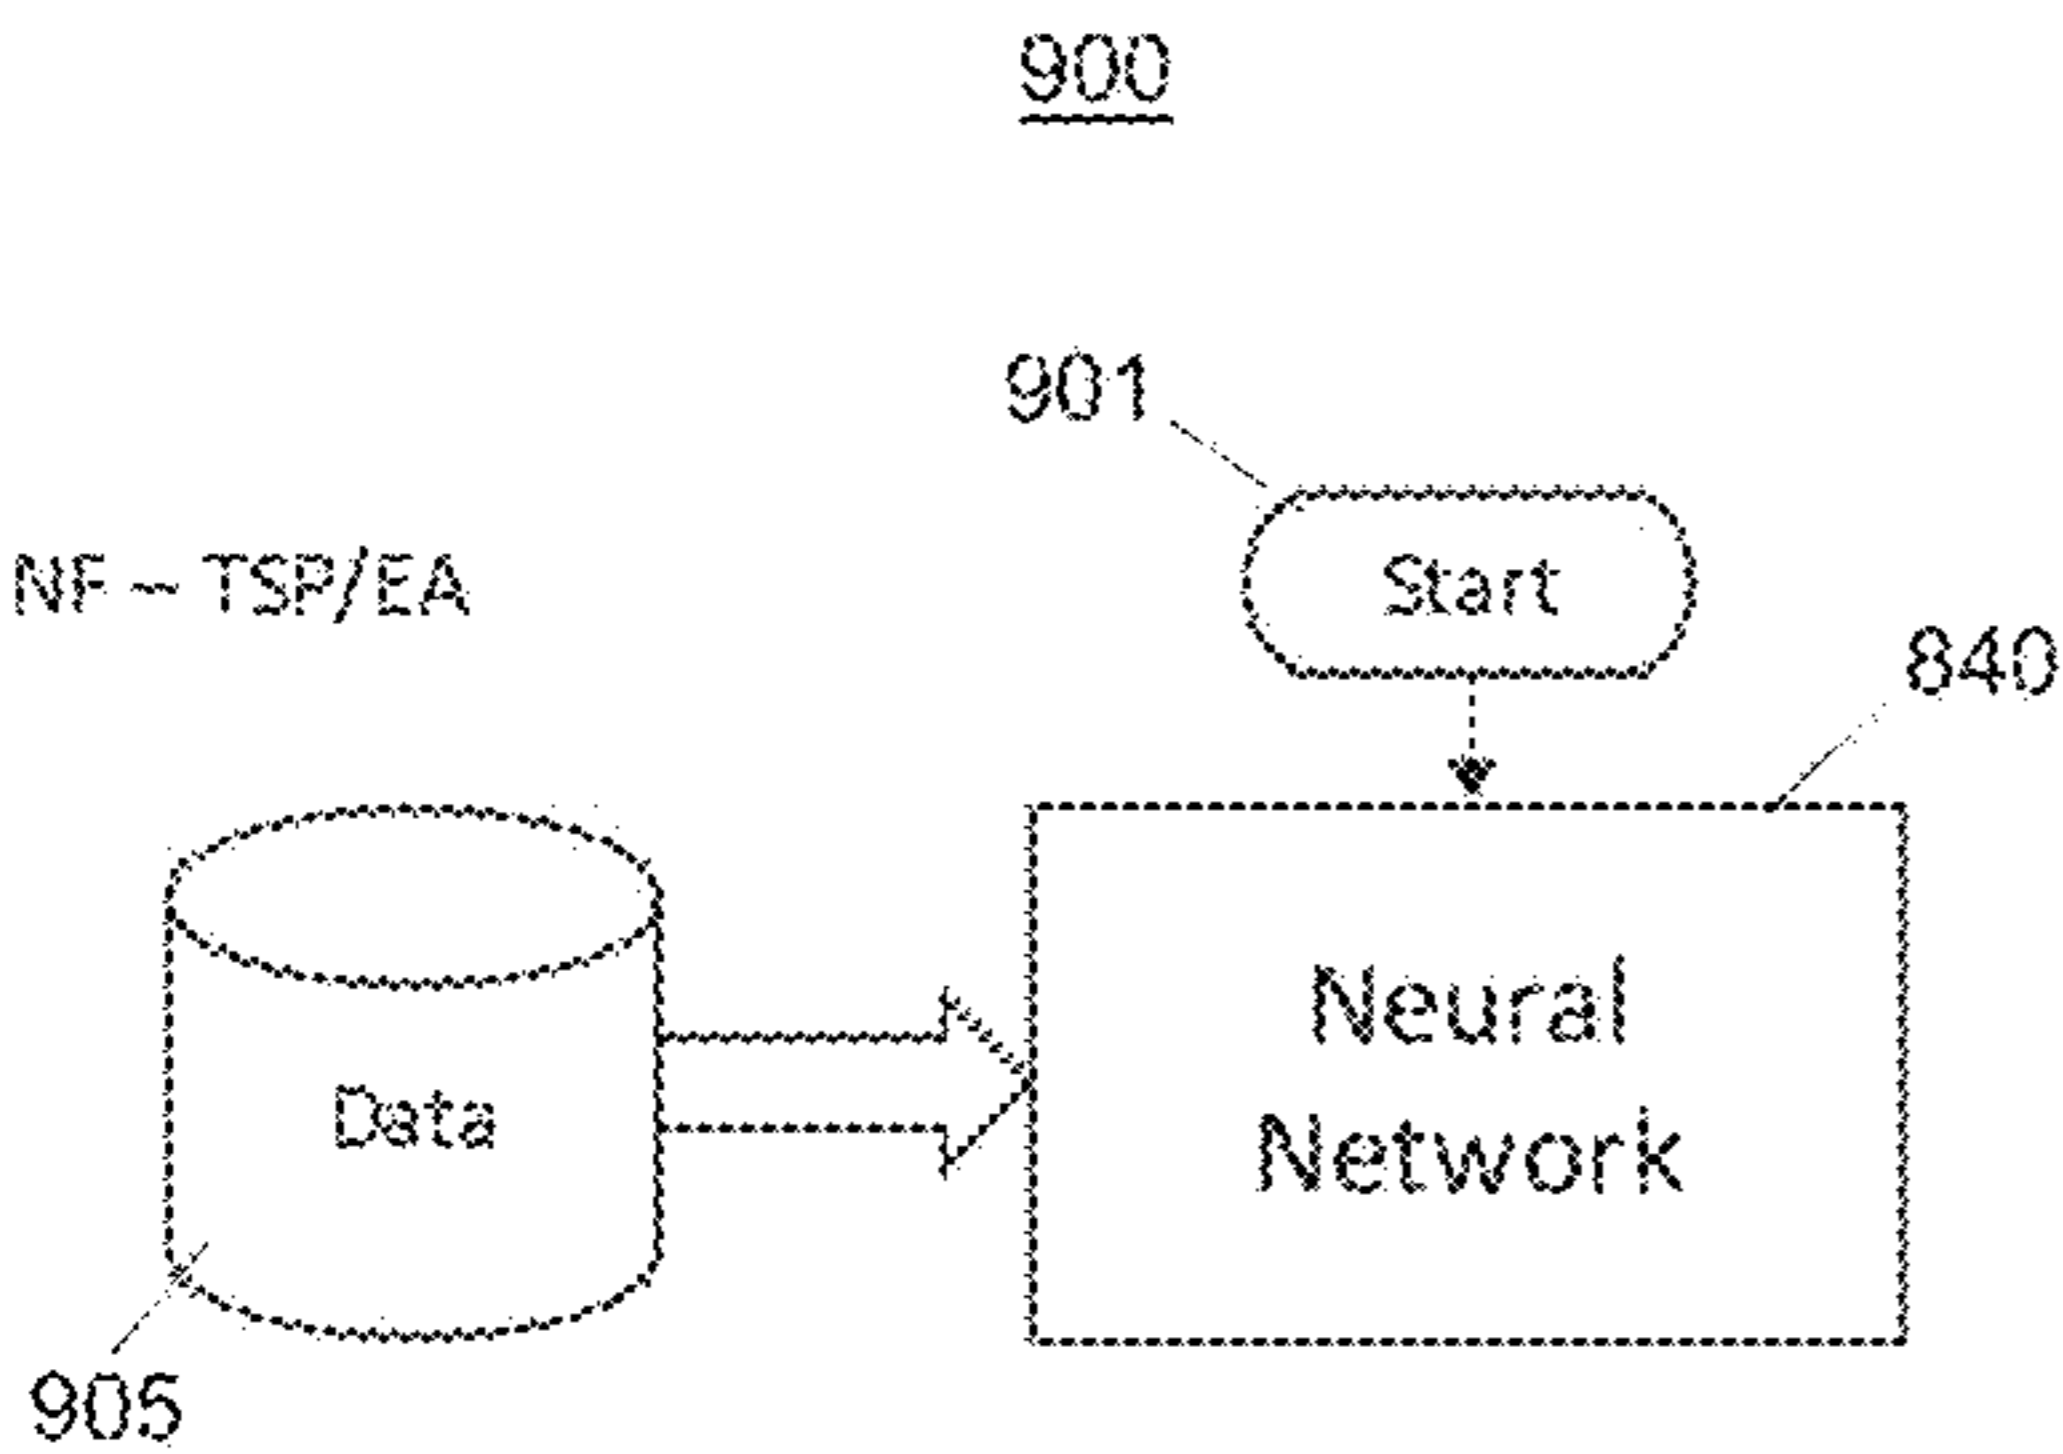 900
901
Start
NF – TSP/EA
840
Neural
Network
Data
905